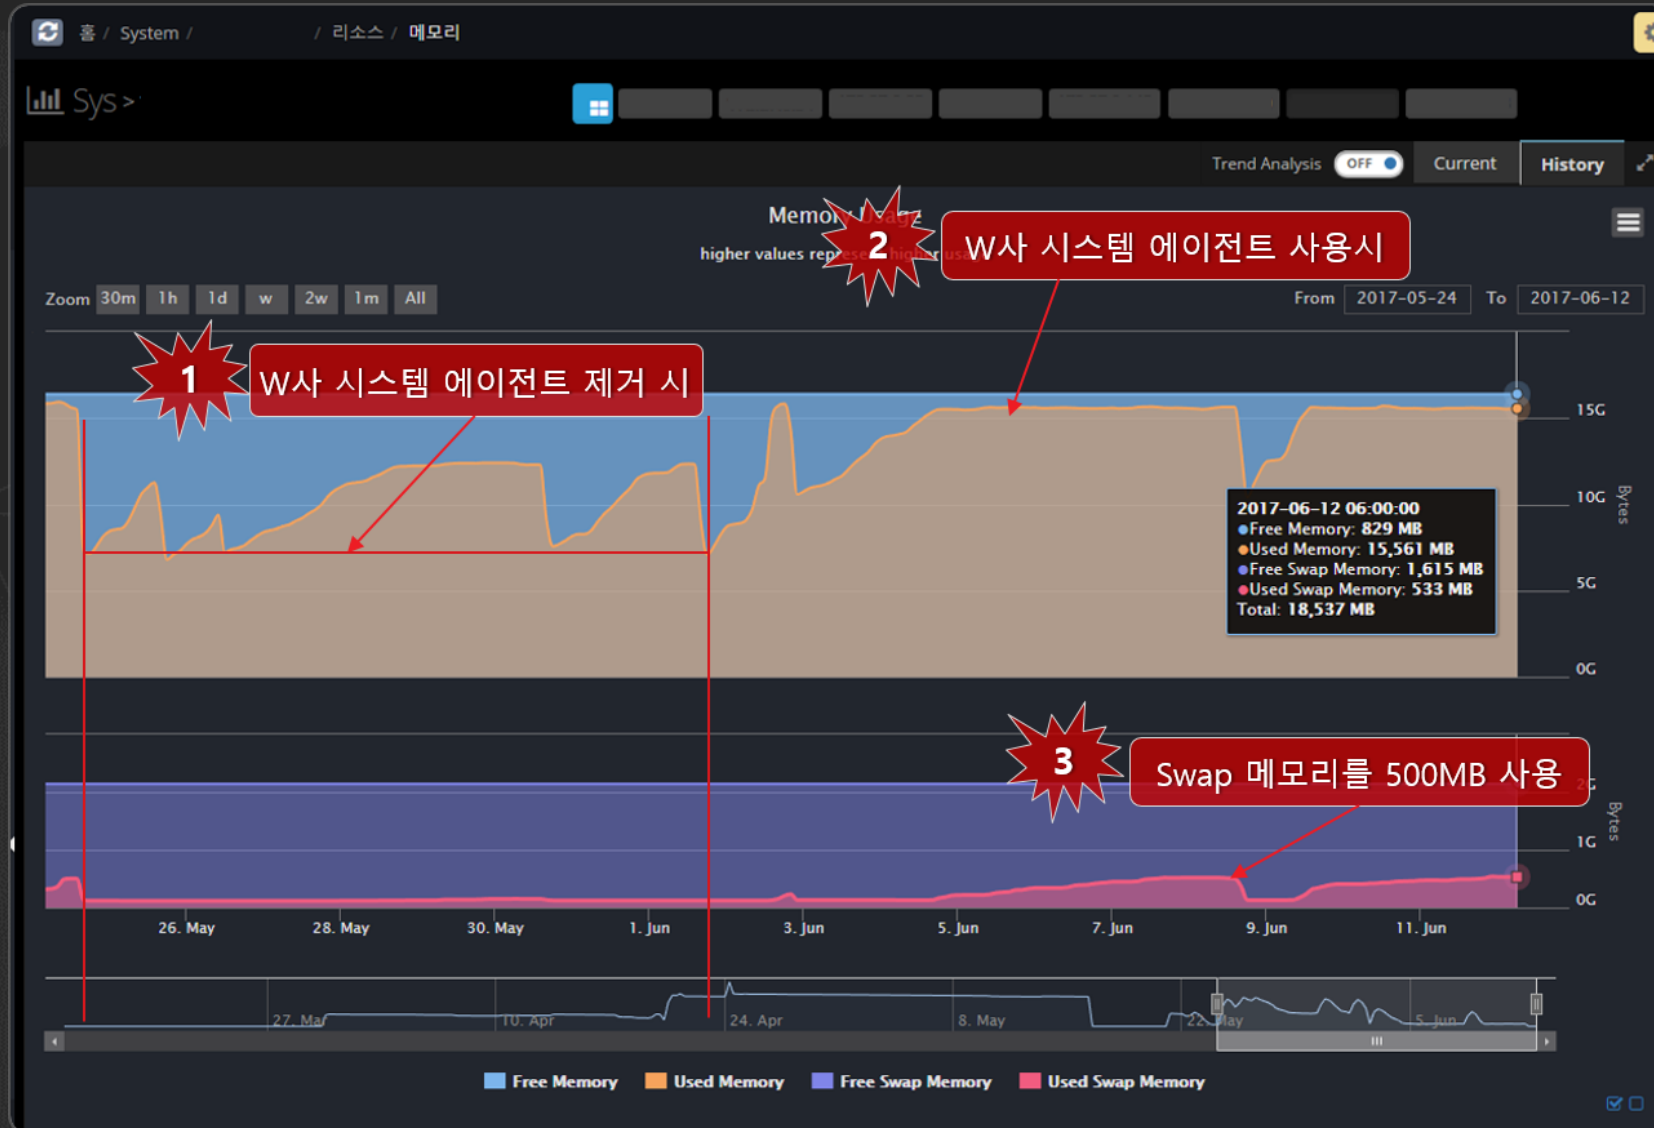 홈 / System / / 리소스 / 메모리
Sys >
Trend Analysis OFF Current History
Memory Usage
2
W사 시스템 에이전트 사용시
higher values represent higher usage
Zoom 30m 1h 1d w 2w 1m All
From 2017-05-24 To 2017-06-12
1
W사 시스템 에이전트 제거 시
15G
10G
Bytes
5G
0G
2017-06-12 06:00:00
Free Memory: 829 MB
Used Memory: 15,561 MB
Free Swap Memory: 1,615 MB
Used Swap Memory: 533 MB
Total: 18,537 MB
3
Swap 메모리를 500MB 사용
2G
1G
Bytes
0G
26. May 28. May 30. May 1. Jun 3. Jun 5. Jun 7. Jun 9. Jun 11. Jun
27. Mar 10. Apr 24. Apr 8. May 22. May 5. Jun
Free Memory Used Memory Free Swap Memory Used Swap Memory